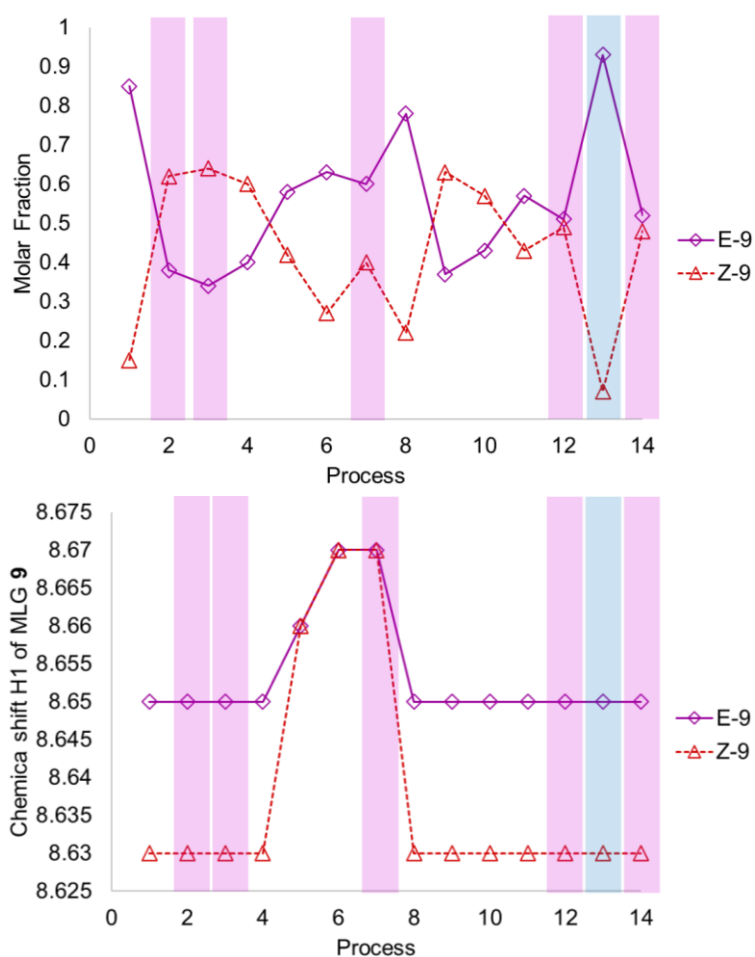 1
0.9
0.8
0.7
0.6
0.5
0.4
0.3
0.2
0.1
0
Molar Fraction
0 2 4 6 8 10 12 14
Process
E-9
Z-9
8.675
8.67
8.665
8.66
8.655
8.65
8.645
8.64
8.635
8.63
8.625
Chemica shift H1 of MLG 9
0 2 4 6 8 10 12 14
Process
E-9
Z-9